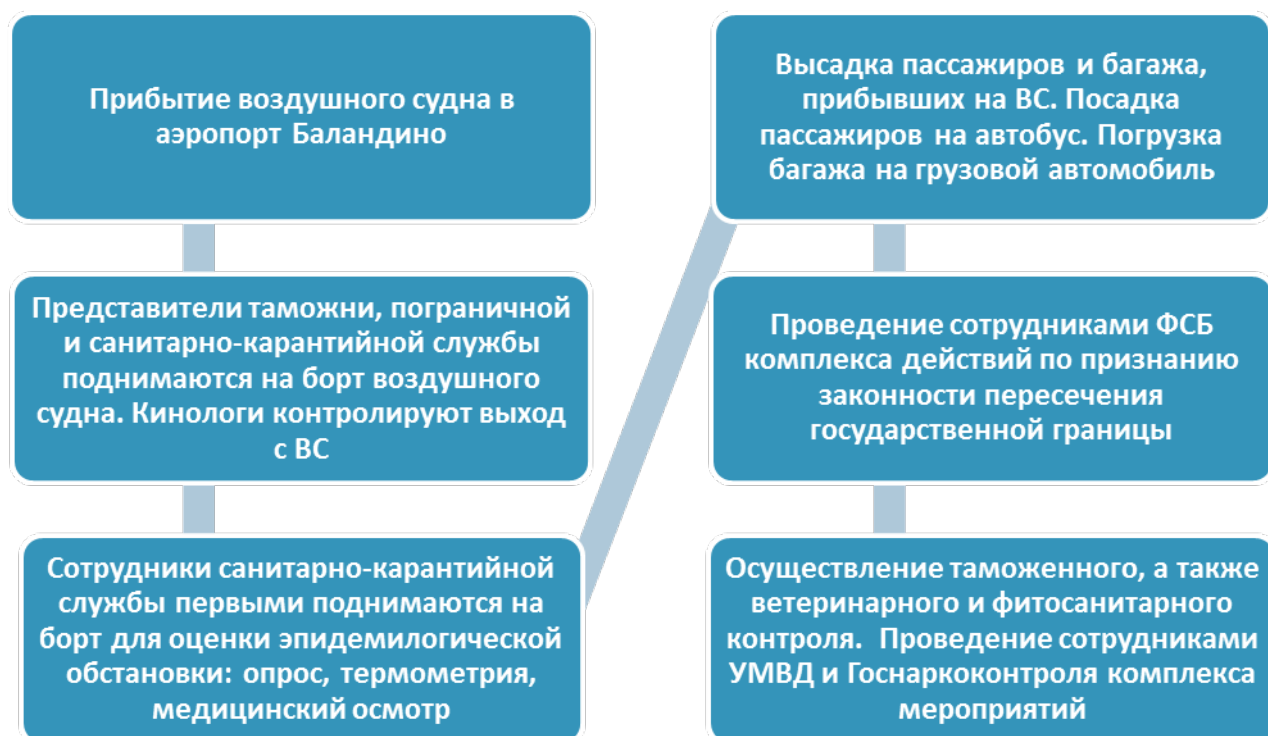 Прибытие воздушного судна в
аэропорт Баландино
Представители таможни, пограничной
и санитарно-карантийной службы
поднимаются на борт воздушного
судна. Кинологи контролируют выход
с ВС
Сотрудники санитарно-карантийной
службы первыми поднимаются на
борт для оценки эпидемилогической
обстановки: опрос, термометрия,
медицинский осмотр
Высадка пассажиров и багажа,
прибывших на ВС. Посадка
пассажиров на автобус. Погрузка
багажа на грузовой автомобиль
Проведение сотрудниками ФСБ
комплекса действий по признанию
законности пересечения
государственной границы
Осуществление таможенного, а также
ветеринарного и фитосанитарного
контроля. Проведение сотрудниками
УМВД и Госнаркоконтроля комплекса
мероприятий